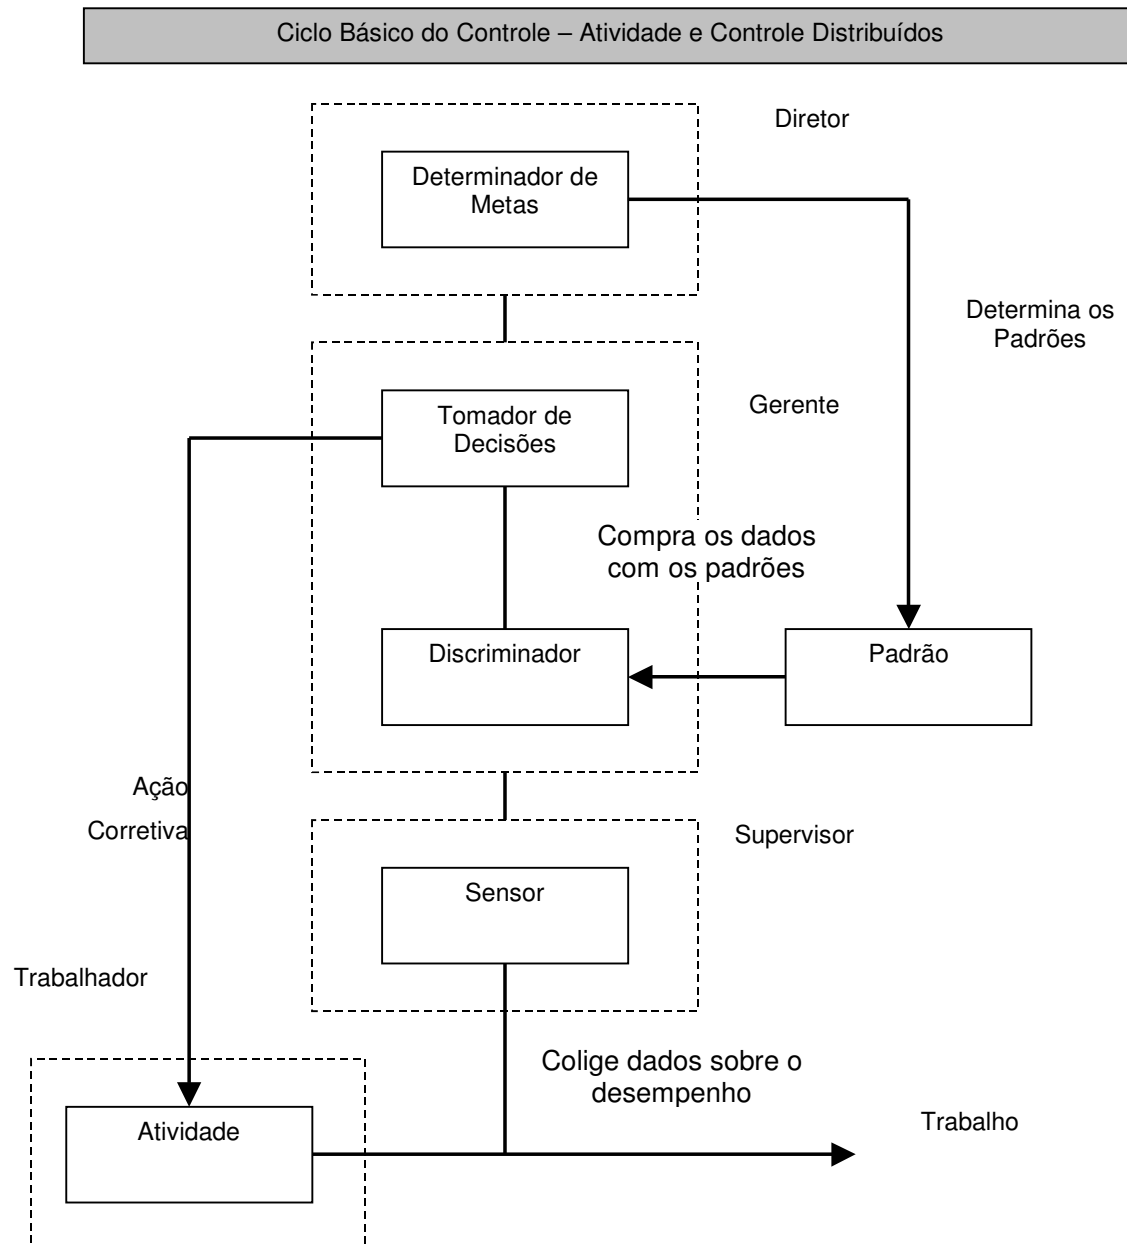 Ciclo Básico do Controle – Atividade e Controle Distribuídos
Diretor
Determinador de
Metas
Determina os
Padrões
Gerente
Tomador de
Decisões
Compra os dados
com os padrões
Discriminador
Padrão
Ação
Corretiva
Supervisor
Sensor
Trabalhador
Colige dados sobre o
desempenho
Trabalho
Atividade